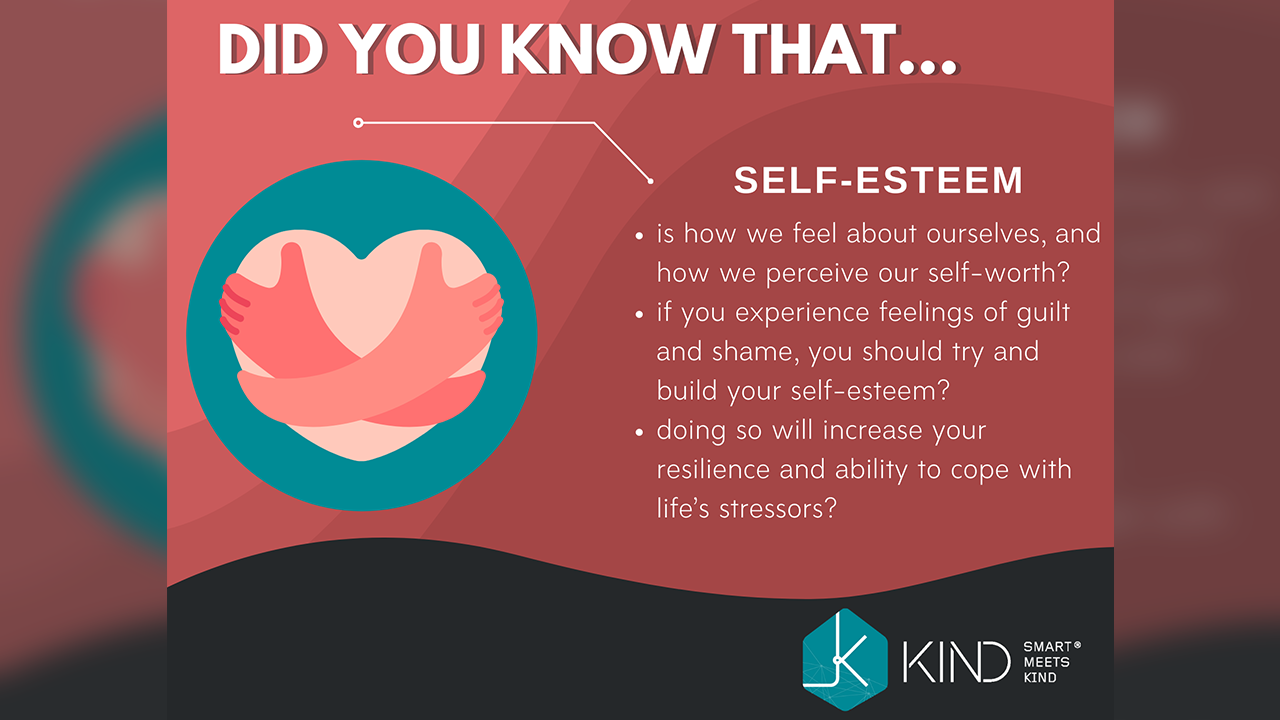 DID YOU KNOW THAT...
SELF-ESTEEM
• is how we feel about ourselves, and
how we perceive our self-worth?
• if you experience feelings of guilt
and shame, you should try and
build your self-esteem?
• doing so will increase your
resilience and ability to cope with
life’s stressors?
K
KIND
SMART®
MEETS
KIND